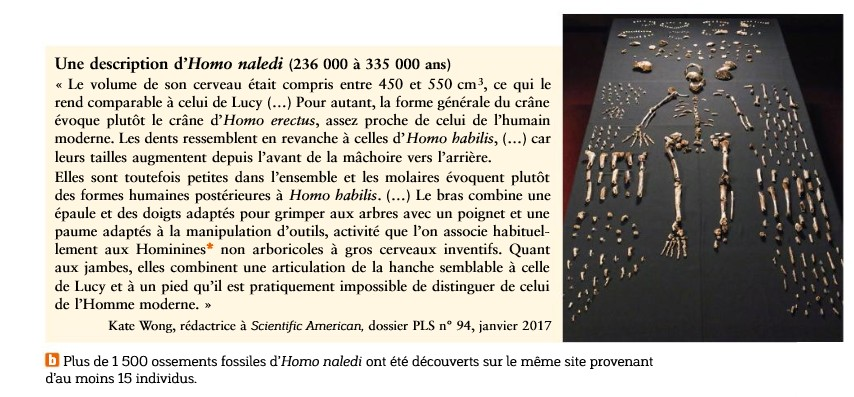 Une description d'Homo naledi (236 000 à 335 000 ans)
« Le volume de son cerveau était compris entre 450 et 550 cm³, ce qui le
rend comparable à celui de Lucy (...) Pour autant, la forme générale du crâne
évoque plutôt le crâne d'Homo erectus, assez proche de celui de l'humain
moderne. Les dents ressemblent en revanche à celles d'Homo habilis, (...) car
leurs tailles augmentent depuis l'avant de la mâchoire vers l'arrière.
Elles sont toutefois petites dans l'ensemble et les molaires évoquent plutôt
des formes humaines postérieures à Homo habilis. (...) Le bras combine une
épaule et des doigts adaptés pour grimper aux arbres avec un poignet et une
paume adaptés à la manipulation d'outils, activité que l'on associe habituel-
lement aux Hominines* non arboricoles à gros cerveaux inventifs. Quant
aux jambes, elles combinent une articulation de la hanche semblable à celle
de Lucy et à un pied qu'il est pratiquement impossible de distinguer de celui
de l'Homme moderne. »
Kate Wong, rédactrice à Scientific American, dossier PLS n° 94, janvier 2017
b Plus de 1 500 ossements fossiles d'Homo naledi ont été découverts sur le même site provenant
d'au moins 15 individus.